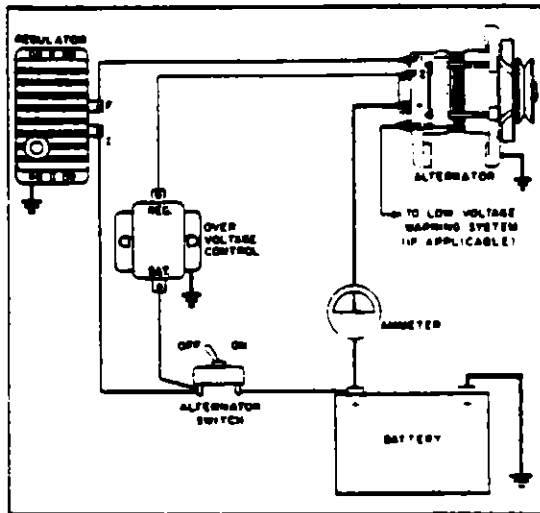 REGULATOR
F
I
ALTERNATOR
TO LOW VOLTAGE
WARNING SYSTEM
(IF APPLICABLE)
REG.
OVER
VOLTAGE
CONTROL
BAT.
AMMETER
OFF ON
ALTERNATOR
SWITCH
+
-
BATTERY